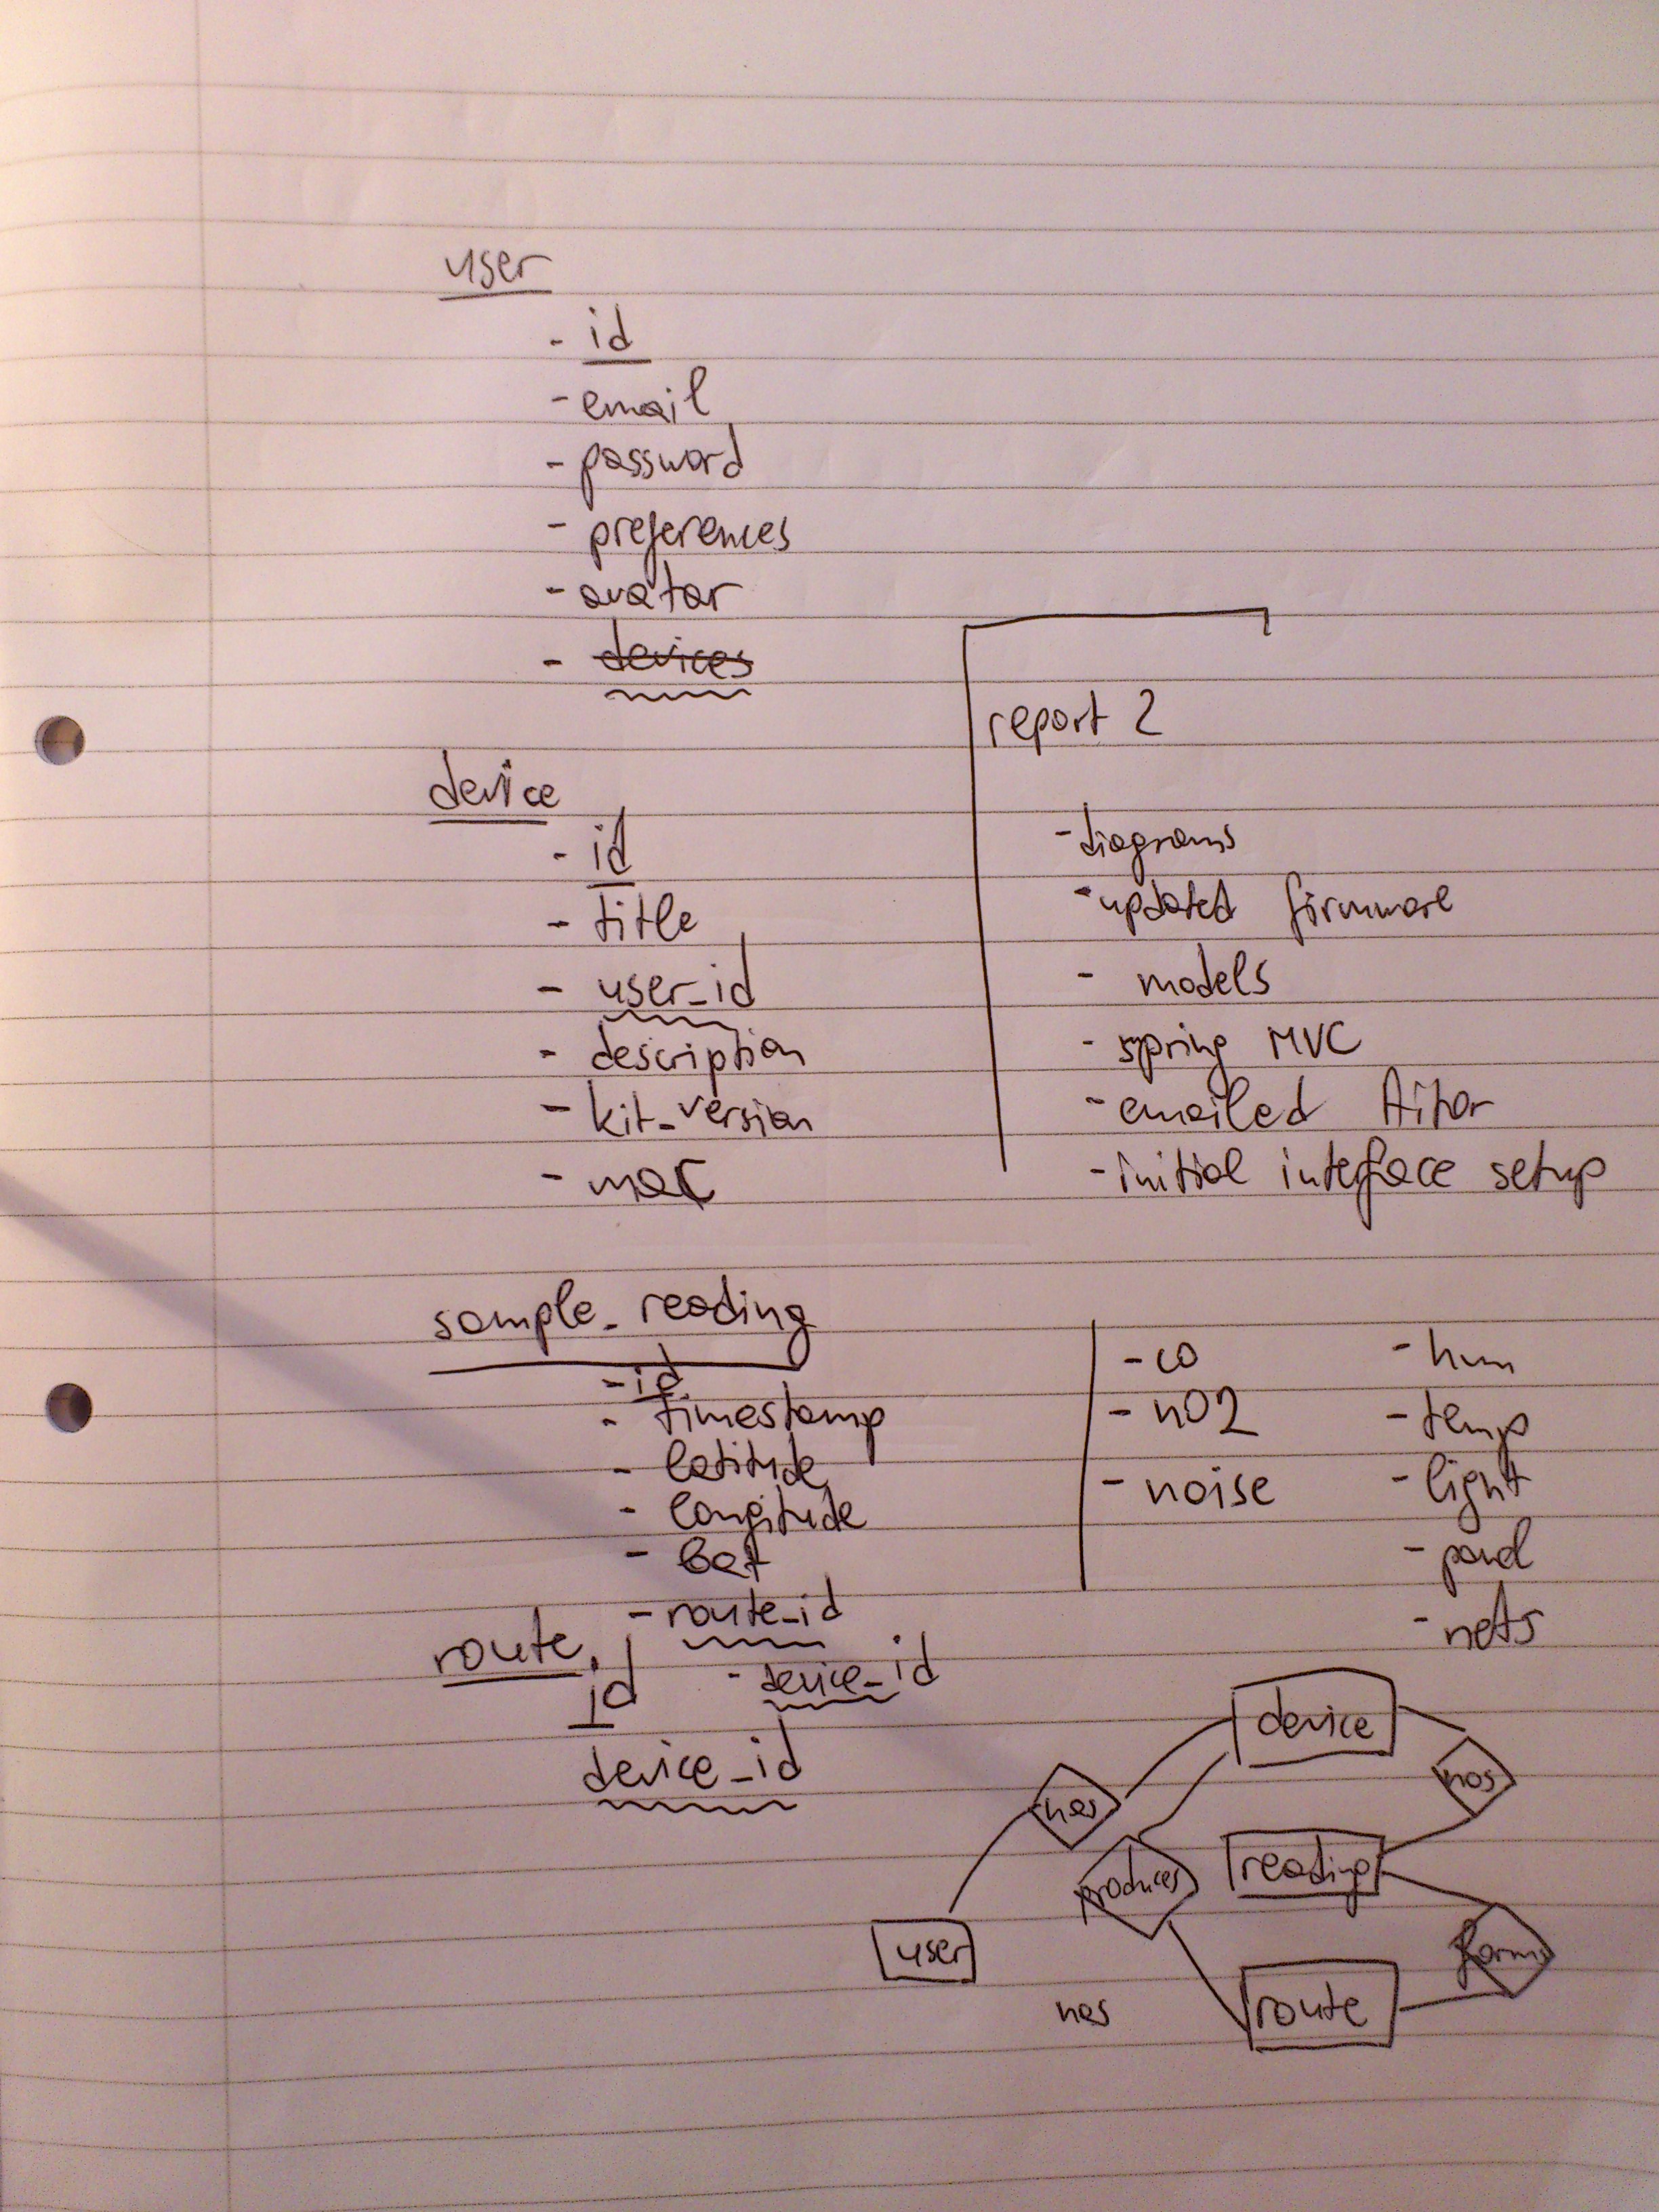 user
- id
- email
- password
- preferences
- avatar
- devices
device
- id
- title
- user_id
- description
- kit_version
- mac
report 2
- diagrams
- updated firmware
- models
- spring MVC
- emailed Aitor
- initial interface setup
sample_reading
- id
- timestamp
- latitude
- longitude
- bat
- route_id
- device_id
- co
- nO2
- noise
- hum
- temp
- light
- panel
- nets
route
id
device_id
device
has
has
produces
reading
user
forms
has
route